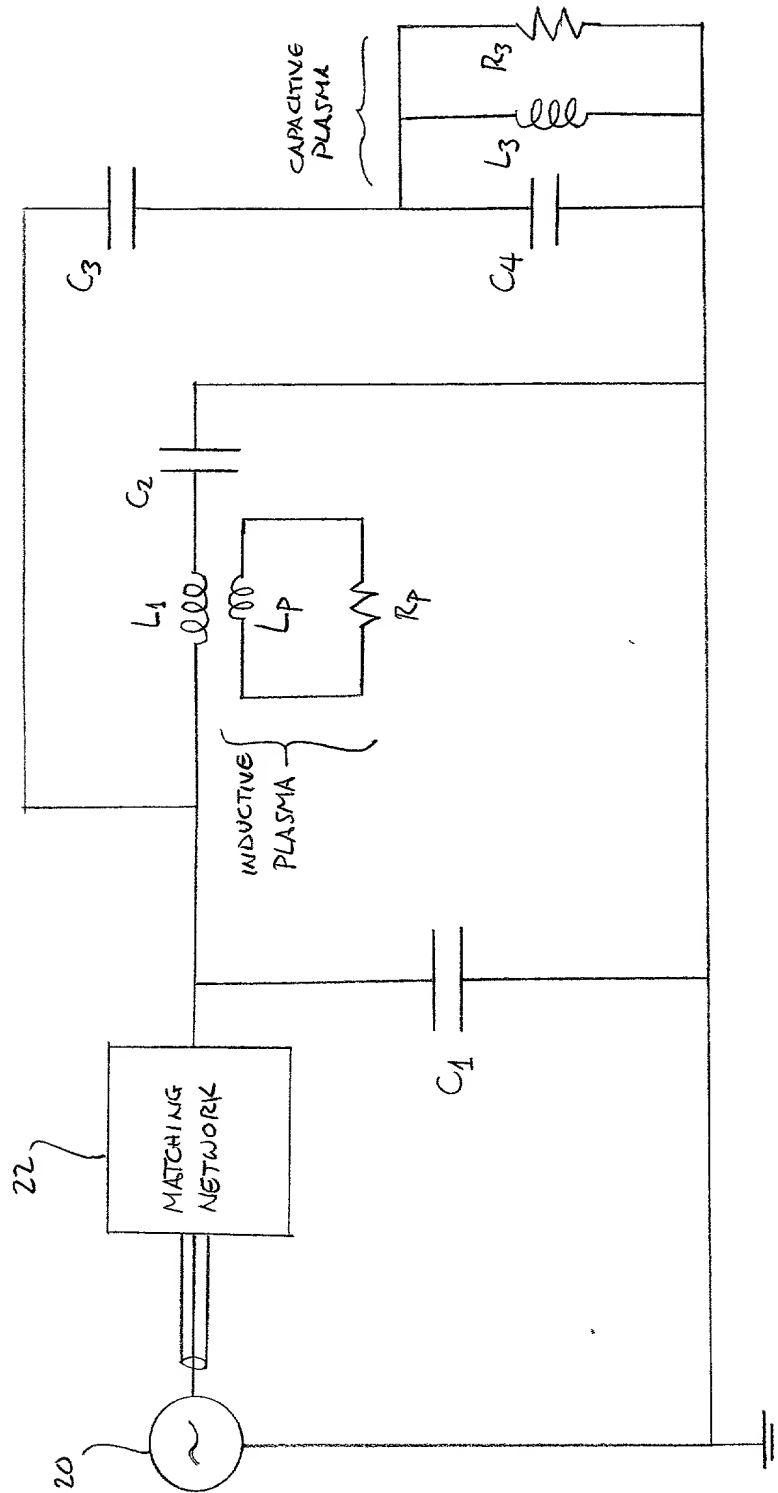 20
22
MATCHING
NETWORK
C1
INDUCTIVE
PLASMA
L1
Lp
Rp
C2
C3
CAPACITIVE
PLASMA
C4
L3
R3